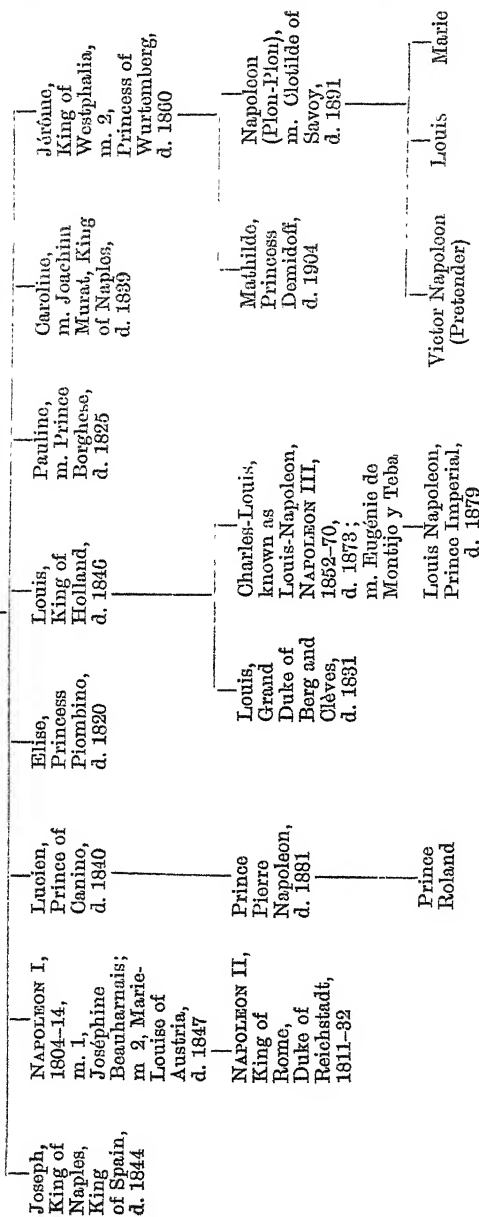 Joseph,
King of
Naples,
King
of Spain,
d. 1844
NAPOLEON I,
1804–14,
m. 1,
Joséphine
Beauharnais;
m 2, Marie-
Louise of
Austria,
d. 1847
Lucien,
Prince of
Canino,
d. 1840
Elise,
Princess
Piombino,
d. 1820
Louis,
King of
Holland,
d. 1846
Pauline,
m. Prince
Borghese,
d. 1825
Caroline,
m. Joachim
Murat, King
of Naples,
d. 1839
Jérôme,
King of
Westphalia,
m. 2,
Princess of
Wurtemberg,
d. 1860
NAPOLEON II,
King of
Rome,
Duke of
Reichstadt,
1811–32
Prince
Pierre
Napoleon,
d. 1881
Louis,
Grand
Duke of
Berg and
Clèves,
d. 1831
Charles-Louis,
known as
Louis-Napoleon,
NAPOLEON III,
1852–70,
d. 1873;
m. Eugénie de
Montijo y Teba
Mathilde,
Princess
Demidoff,
d. 1904
Napoleon
(Plon-Plon),
m. Clotilde of
Savoy,
d. 1891
Prince
Roland
Louis Napoleon,
Prince Imperial,
d. 1879
Victor Napoleon
(Pretender)
Louis
Marie